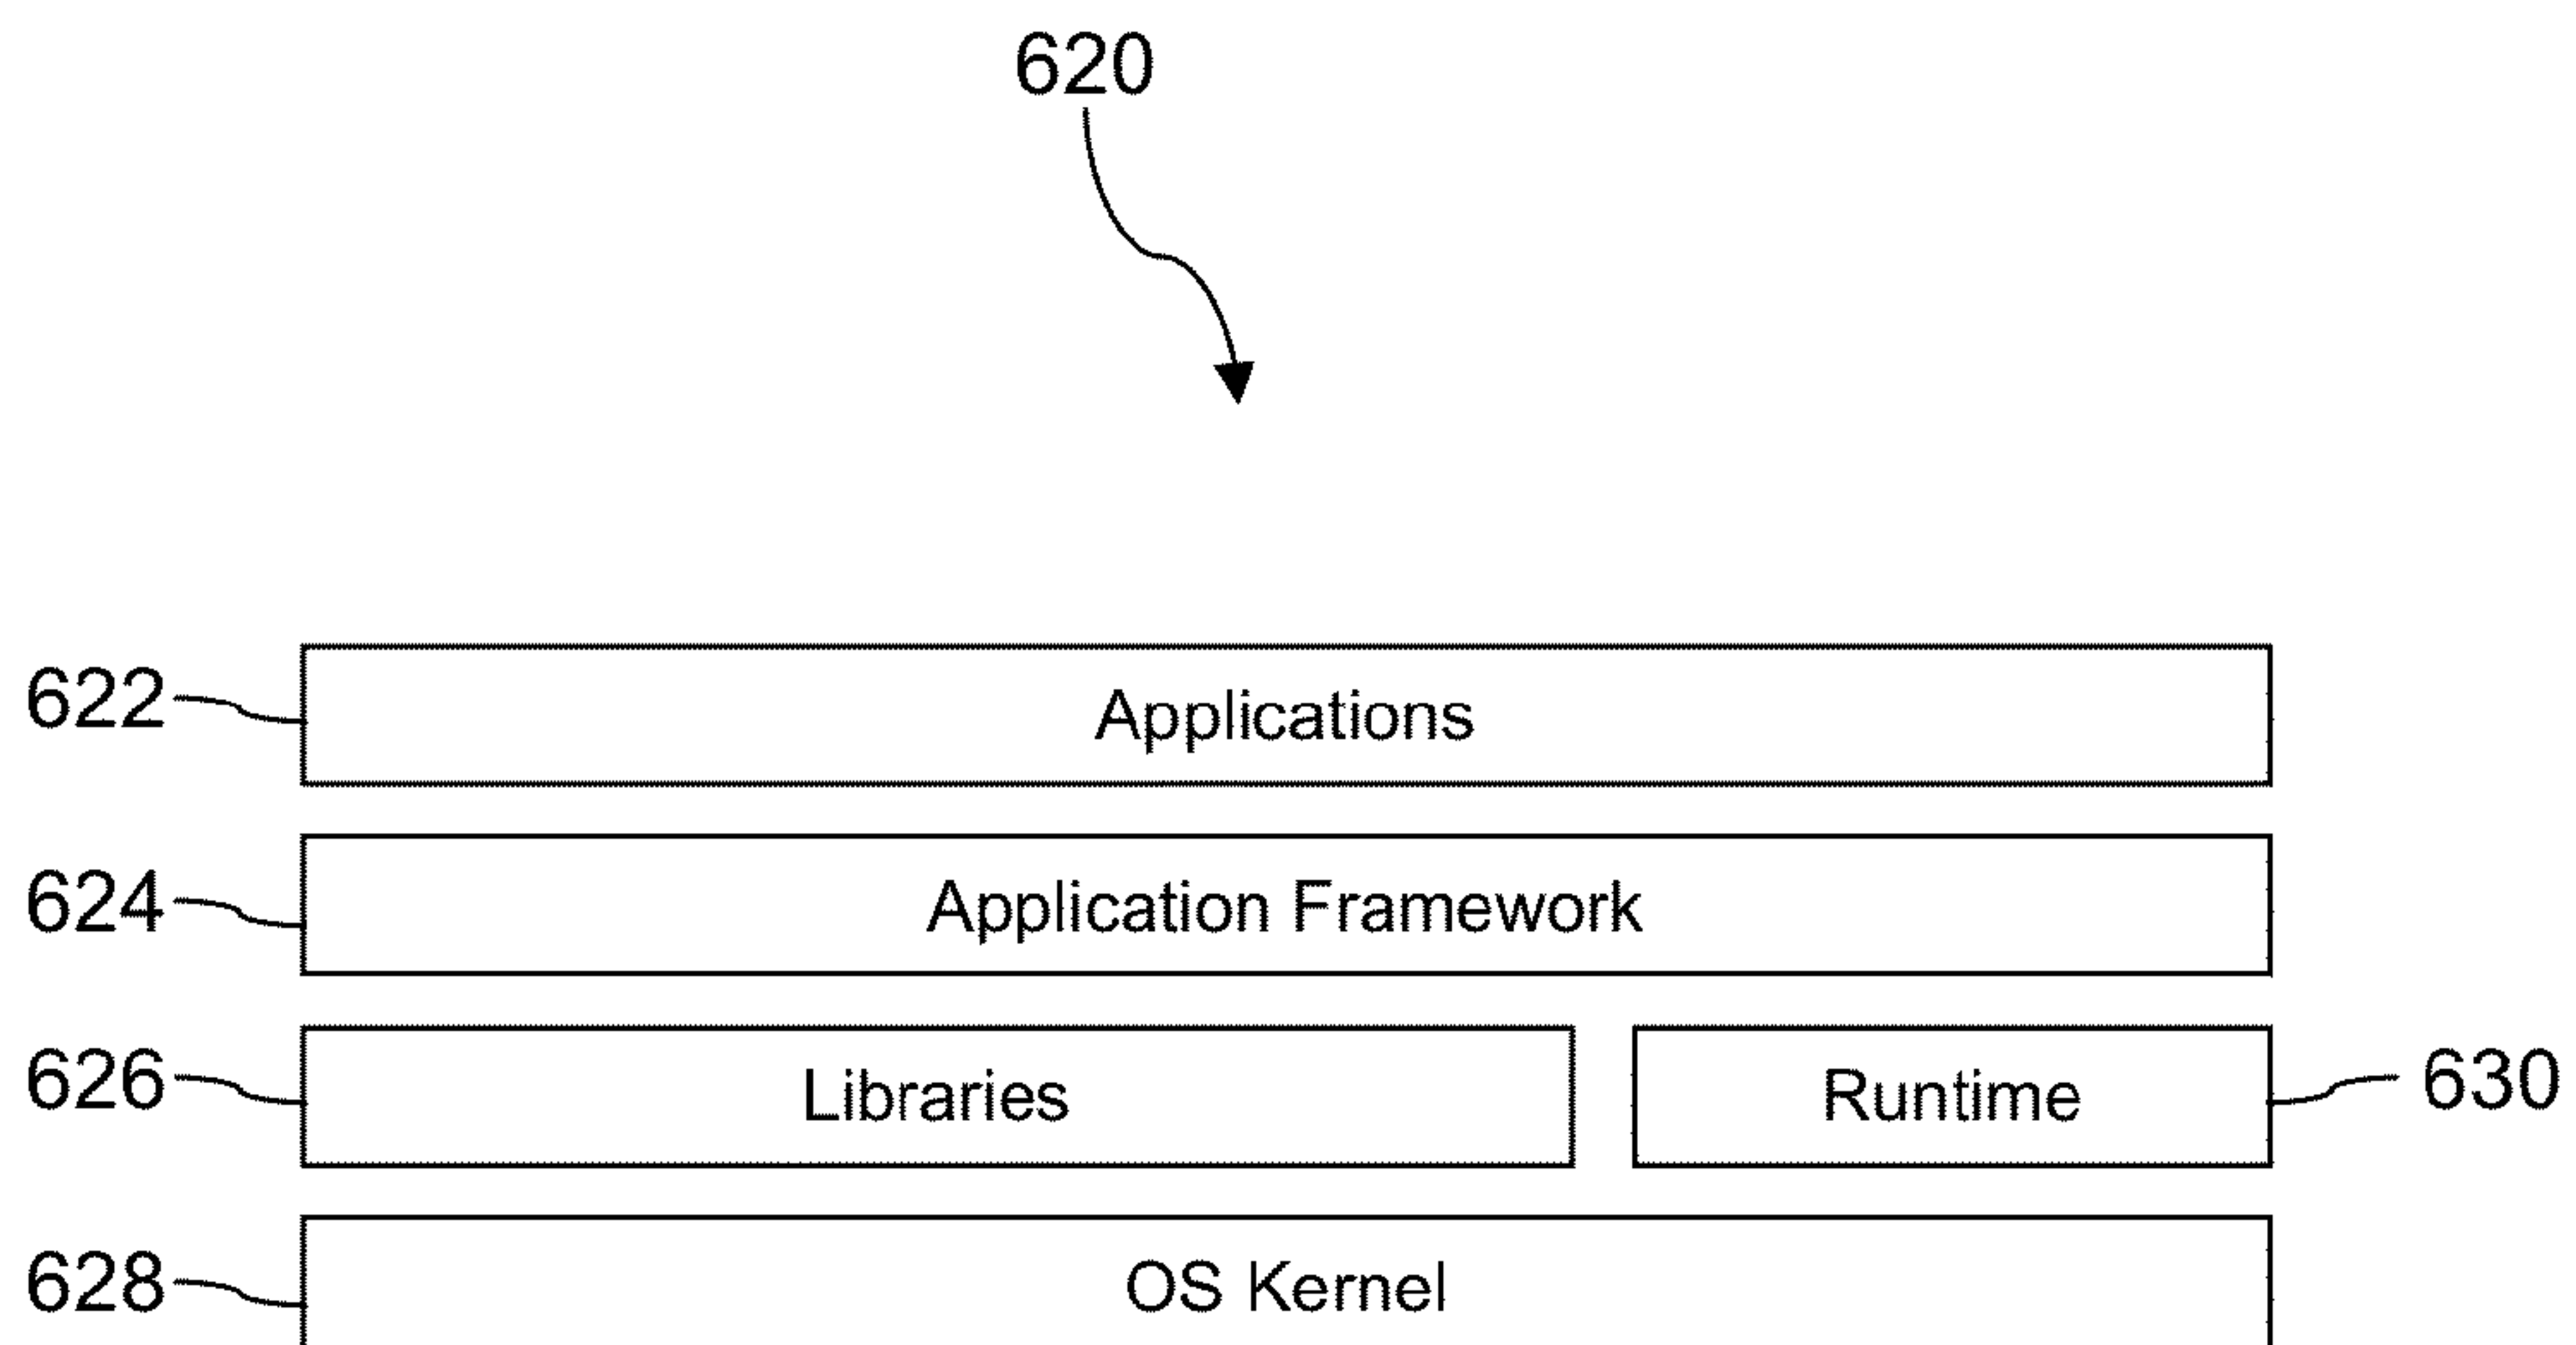 620
622 Applications
624 Application Framework
626 Libraries Runtime 630
628 OS Kernel